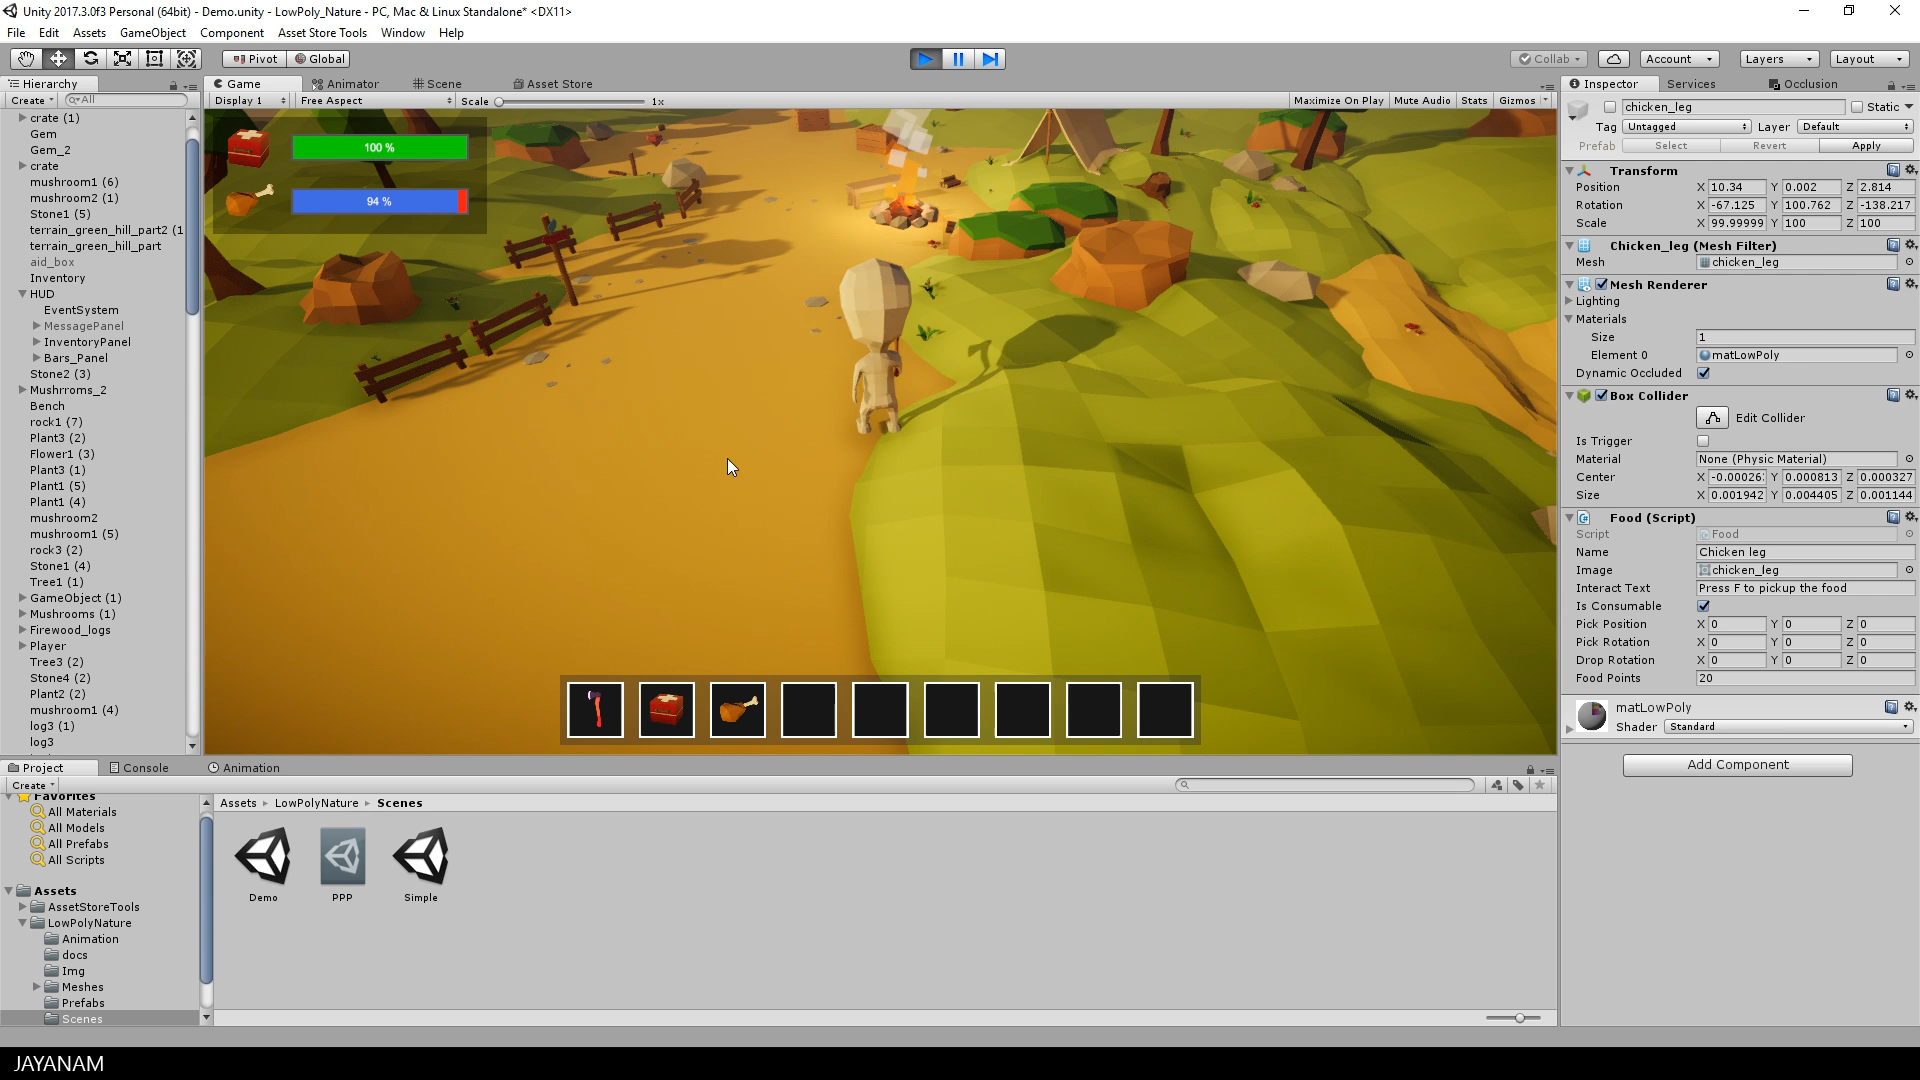 Unity 2017.3.0f3 Personal (64bit) - Demo.unity - LowPoly_Nature - PC, Mac & Linux Standalone* <DX11>
File Edit Assets GameObject Component Asset Store Tools Window Help
Pivot Global Collab Account Layers Layout
Hierarchy
Create All
crate (1)
Gem
Gem_2
crate
mushroom1 (6)
mushroom2 (1)
Stone1 (5)
terrain_green_hill_part2 (1
terrain_green_hill_part
aid_box
Inventory
HUD
EventSystem
MessagePanel
InventoryPanel
Bars_Panel
Stone2 (3)
Mushrroms_2
Bench
rock1 (7)
Plant3 (2)
Flower1 (3)
Plant3 (1)
Plant1 (5)
Plant1 (4)
mushroom2
mushroom1 (5)
rock3 (2)
Stone1 (4)
Tree1 (1)
GameObject (1)
Mushrooms (1)
Firewood_logs
Player
Tree3 (2)
Stone4 (2)
Plant2 (2)
mushroom1 (4)
log3 (1)
log3
Game Animator Scene Asset Store
Display 1 Free Aspect Scale 1x Maximize On Play Mute Audio Stats Gizmos
100 %
94 %
Inspector Services Occlusion
chicken_leg Static
Tag Untagged Layer Default
Prefab Select Revert Apply
Transform
Position X 10.34 Y 0.002 Z 2.814
Rotation X -67.125 Y 100.762 Z -138.217
Scale X 99.99999 Y 100 Z 100
Chicken_leg (Mesh Filter)
Mesh chicken_leg
Mesh Renderer
Lighting
Materials
Size 1
Element 0 matLowPoly
Dynamic Occluded
Box Collider
Edit Collider
Is Trigger
Material None (Physic Material)
Center X -0.00026 Y 0.000813 Z 0.000327
Size X 0.001942 Y 0.004405 Z 0.001144
Food (Script)
Script Food
Name Chicken leg
Image chicken_leg
Interact Text Press F to pickup the food
Is Consumable
Pick Position X 0 Y 0 Z 0
Pick Rotation X 0 Y 0 Z 0
Drop Rotation X 0 Y 0 Z 0
Food Points 20
matLowPoly
Shader Standard
Add Component
Project Console Animation
Create
Favorites
All Materials
All Models
All Prefabs
All Scripts
Assets
AssetStoreTools
LowPolyNature
Animation
docs
Img
Meshes
Prefabs
Scenes
Assets LowPolyNature Scenes
Demo PPP Simple
JAYANAM